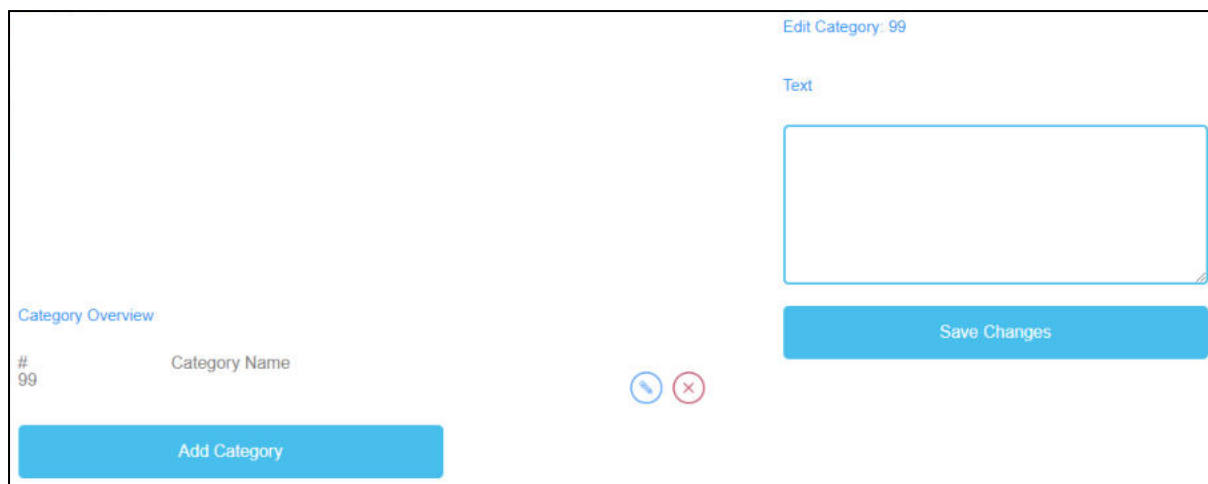 Edit Category: 99
Text
Save Changes
Category Overview
# Category Name
99
Add Category